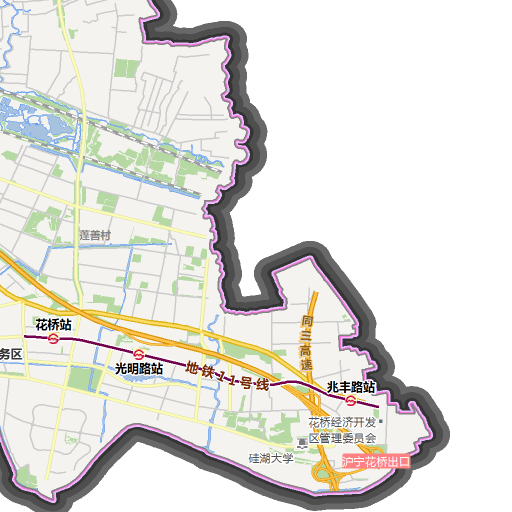 莲善村
花桥站
务区
光明路站
地铁11号线
同三高速
兆丰路站
花桥经济开发
区管理委员会
硅湖大学
沪宁花桥出口